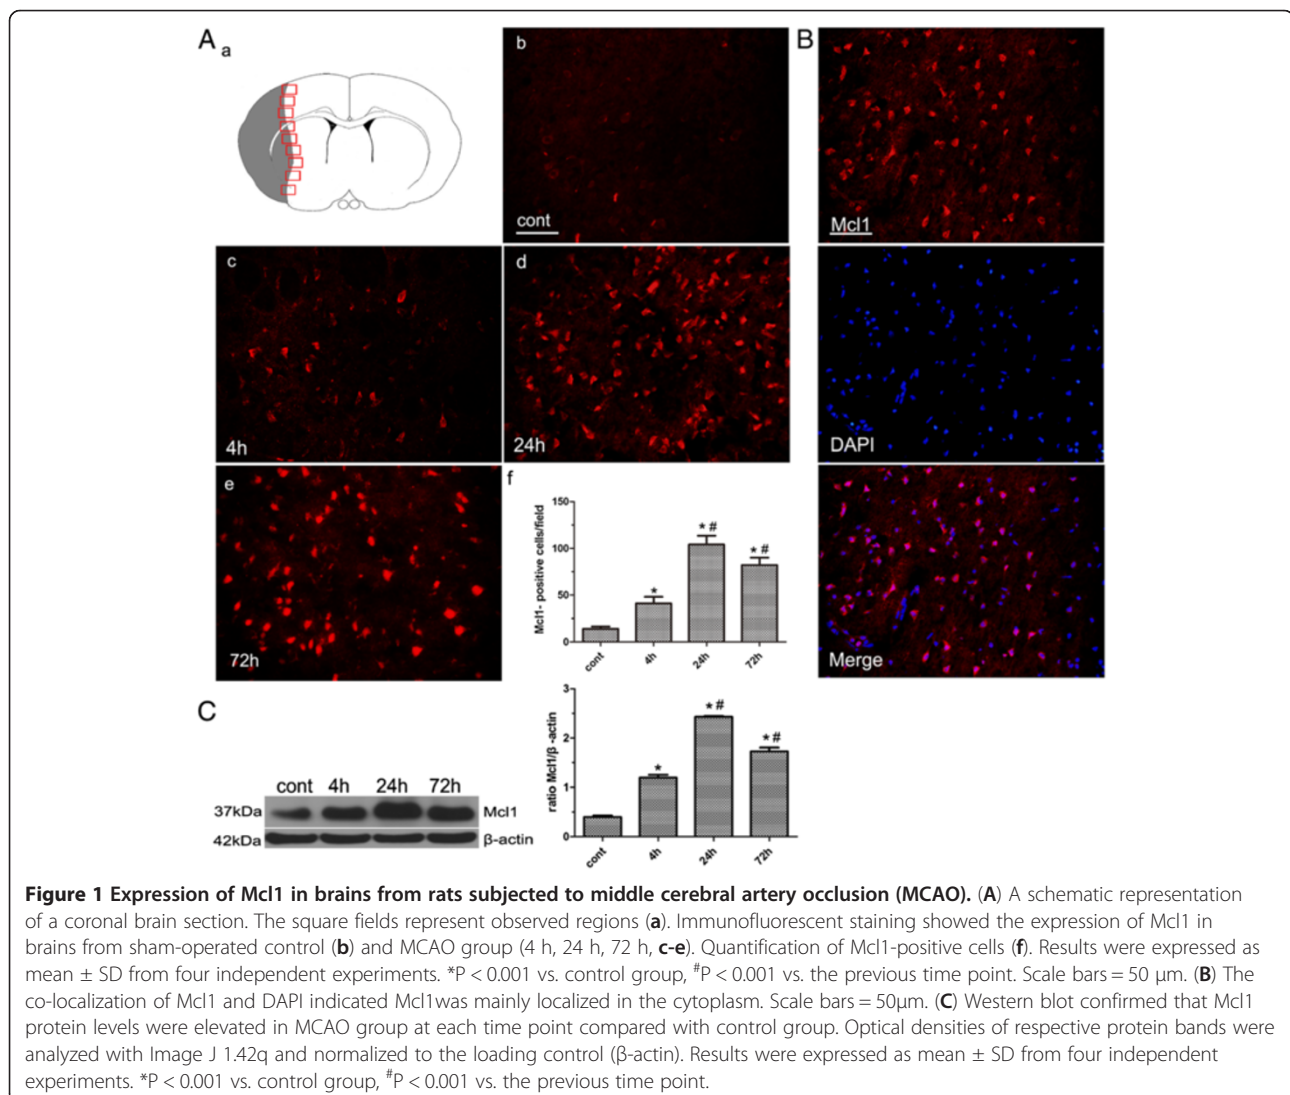 A
a
b
B
cont
Mcl1
c
d
4h
24h
DAPI
e
72h
f
Mcl1- positive cells/field
150
100
50
0
*
* #
* #
cont
4h
24h
72h
Merge
C
cont 4h 24h 72h
37kDa Mcl1
42kDa β-actin
ratio Mcl1/β -actin
3
2
1
0
*
* #
* #
cont
4h
24h
72h
Figure 1 Expression of Mcl1 in brains from rats subjected to middle cerebral artery occlusion (MCAO). (A) A schematic representation
of a coronal brain section. The square fields represent observed regions (a). Immunofluorescent staining showed the expression of Mcl1 in
brains from sham-operated control (b) and MCAO group (4 h, 24 h, 72 h, c-e). Quantification of Mcl1-positive cells (f). Results were expressed as
mean ± SD from four independent experiments. *P < 0.001 vs. control group, #P < 0.001 vs. the previous time point. Scale bars = 50 μm. (B) The
co-localization of Mcl1 and DAPI indicated Mcl1was mainly localized in the cytoplasm. Scale bars = 50μm. (C) Western blot confirmed that Mcl1
protein levels were elevated in MCAO group at each time point compared with control group. Optical densities of respective protein bands were
analyzed with Image J 1.42q and normalized to the loading control (β-actin). Results were expressed as mean ± SD from four independent
experiments. *P < 0.001 vs. control group, #P < 0.001 vs. the previous time point.